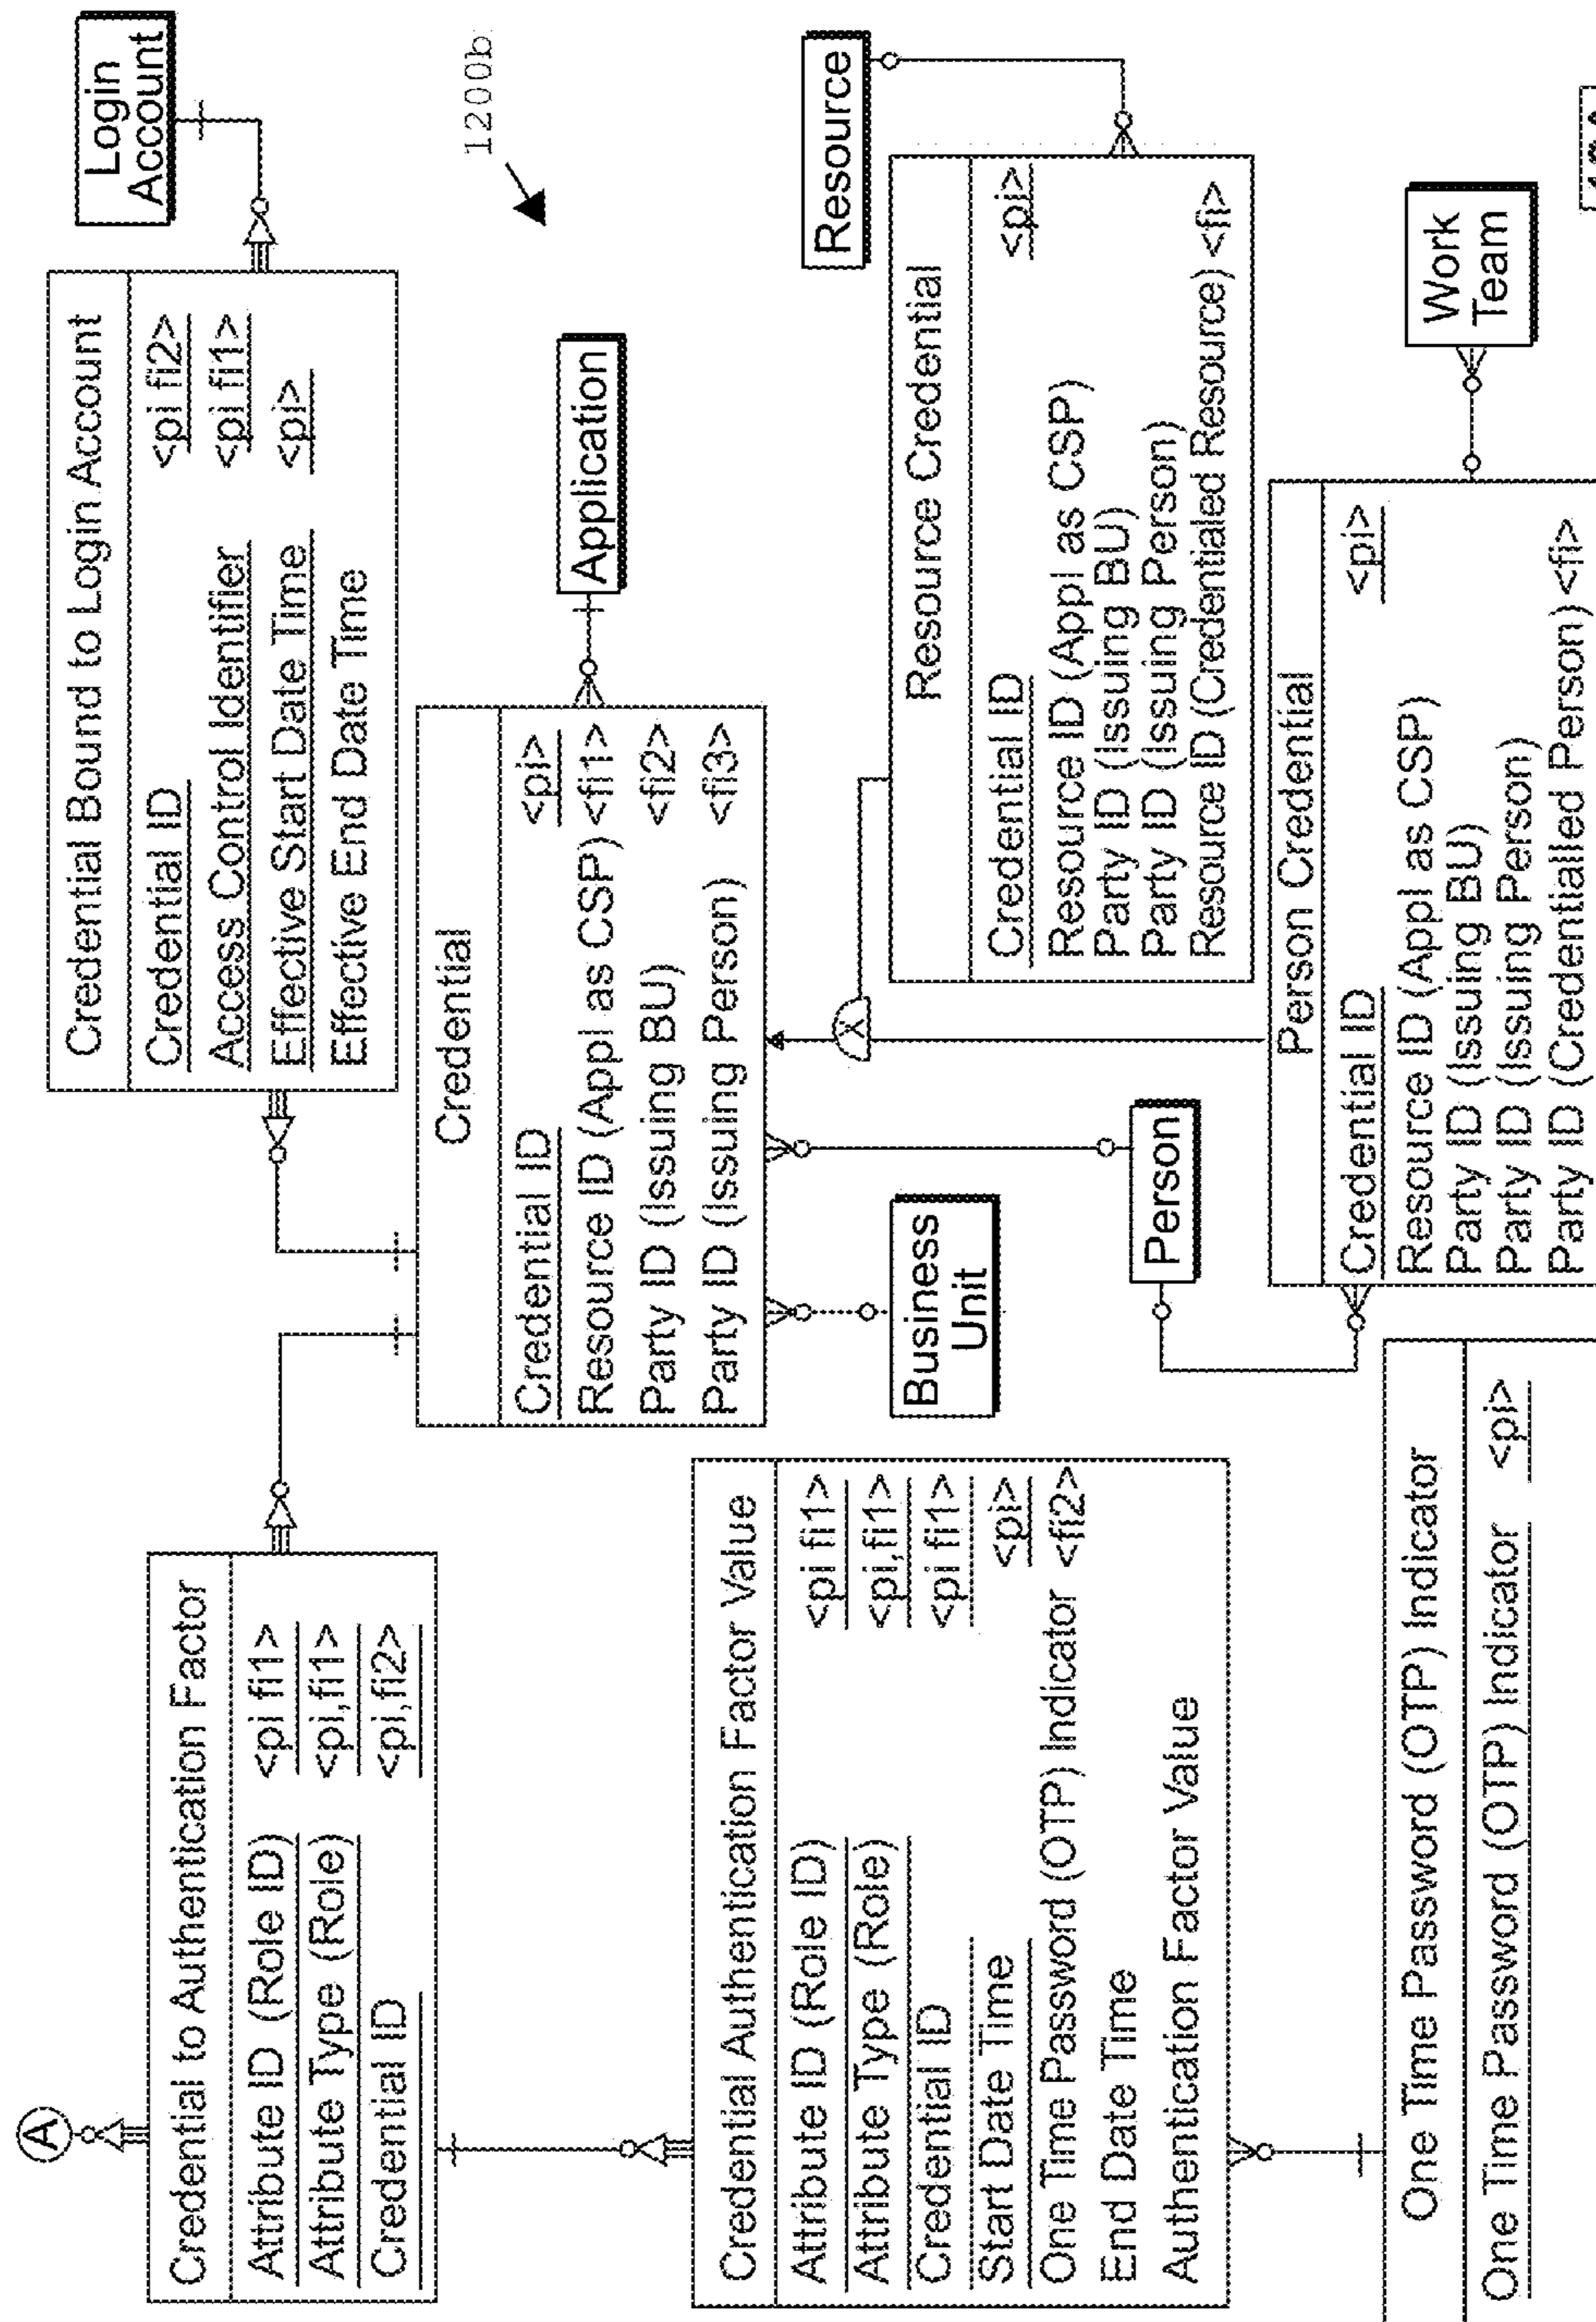 A
Credential to Authentication Factor
Attribute ID (Role ID) <pi fi1>
Attribute Type (Role) <pi,fi1>
Credential ID <pi,fi2>
Credential Bound to Login Account
Credential ID <pi fi2>
Access Control Identifier <pi fi1>
Effective Start Date Time <pi>
Effective End Date Time
Login
Account
1200b
Credential
Credential ID <pi>
Resource ID (Appl as CSP) <fi1>
Party ID (Issuing BU) <fi2>
Party ID (Issuing Person) <fi3>
Application
Credential Authentication Factor Value
Attribute ID (Role ID) <pi fi1>
Attribute Type (Role) <pi,fi1>
Credential ID <pi fi1>
Start Date Time <pi>
One Time Password (OTP) Indicator <fi2>
End Date Time
Authentication Factor Value
Business
Unit
Person
Resource Credential
Credential ID <pi>
Resource ID (Appl as CSP)
Party ID (Issuing BU)
Party ID (Issuing Person)
Resource ID (Credentialed Resource) <fi>
Resource
One Time Password (OTP) Indicator
One Time Password (OTP) Indicator <pi>
Person Credential
Credential ID <pi>
Resource ID (Appl as CSP)
Party ID (Issuing BU)
Party ID (Issuing Person)
Party ID (Credentialled Person) <fi>
Work
Team